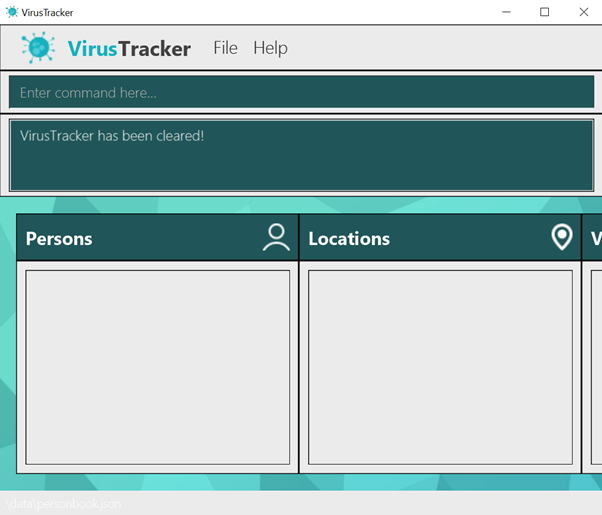 VirusTracker
VirusTracker File Help
Enter command here...
VirusTracker has been cleared!
Persons Locations V
.\data\personbook.json